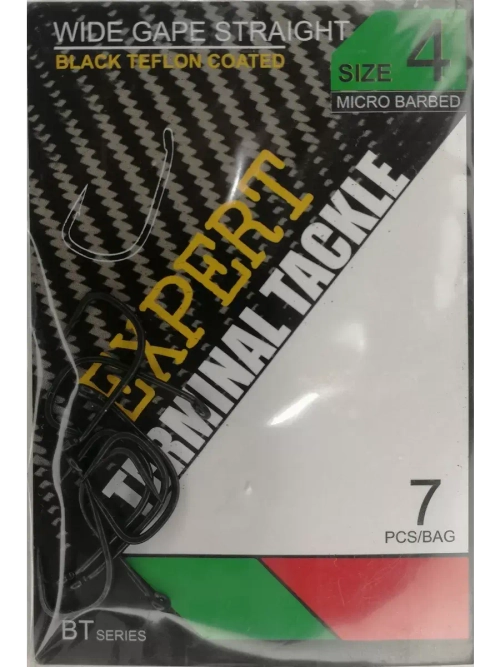 WIDE GAPE STRAIGHT
BLACK TEFLON COATED
SIZE 4
MICRO BARBED
EXPERT
TERMINAL TACKLE
7
PCS/BAG
BT SERIES